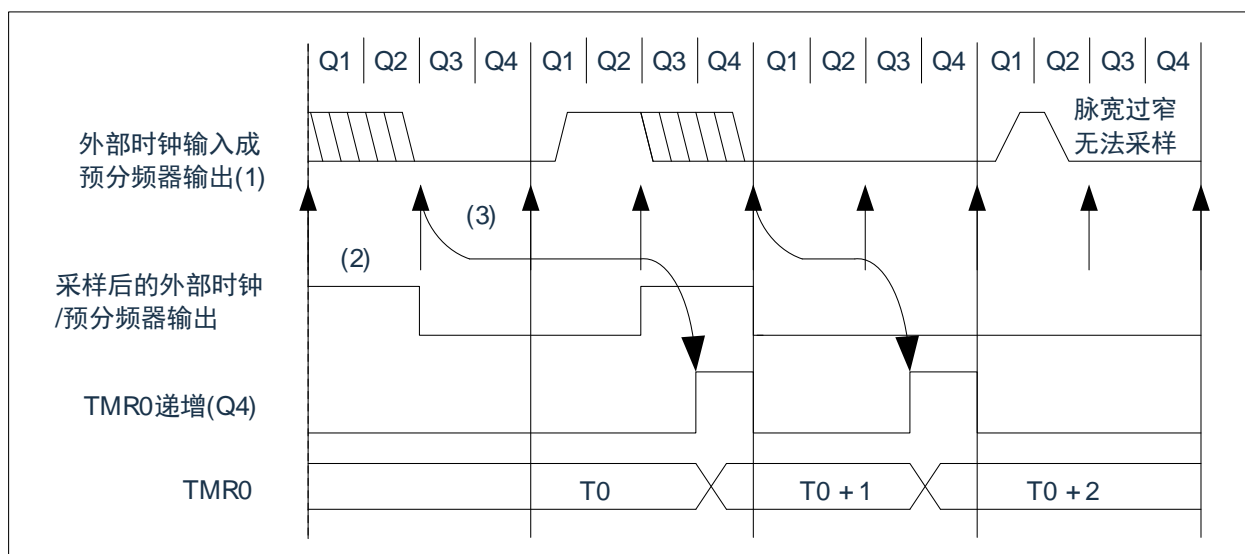 Q1 Q2 Q3 Q4 Q1 Q2 Q3 Q4 Q1 Q2 Q3 Q4 Q1 Q2 Q3 Q4
外部时钟输入成
预分频器输出(1)
脉宽过窄
无法采样
(3)
(2)
采样后的外部时钟
/预分频器输出
TMR0递增(Q4)
TMR0
T0
T0 + 1
T0 + 2